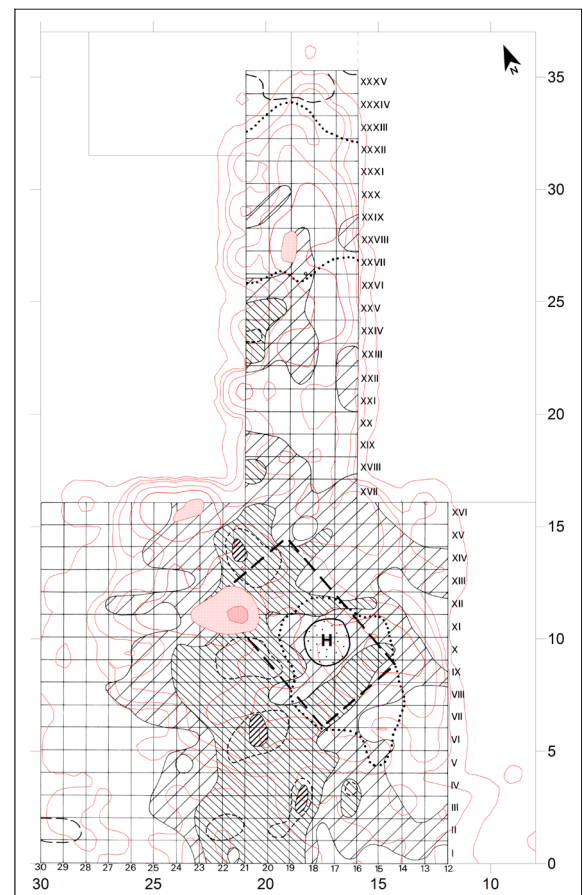 N
35
XXXV
XXXIV
XXXIII
XXXII
XXXI
XXX
30
XXIX
XXVIII
XXVII
XXVI
XXV
25
XXIV
XXIII
XXII
XXI
XX
20
XIX
XVIII
XVII
XVI
15
XV
XIV
XIII
XII
XI
H
10
X
IX
VIII
VII
VI
5
V
IV
III
II
I
0
30 29 28 27 26 25 24 23 22 21 20 19 18 17 16 15 14 13 12
30 25 20 15 10